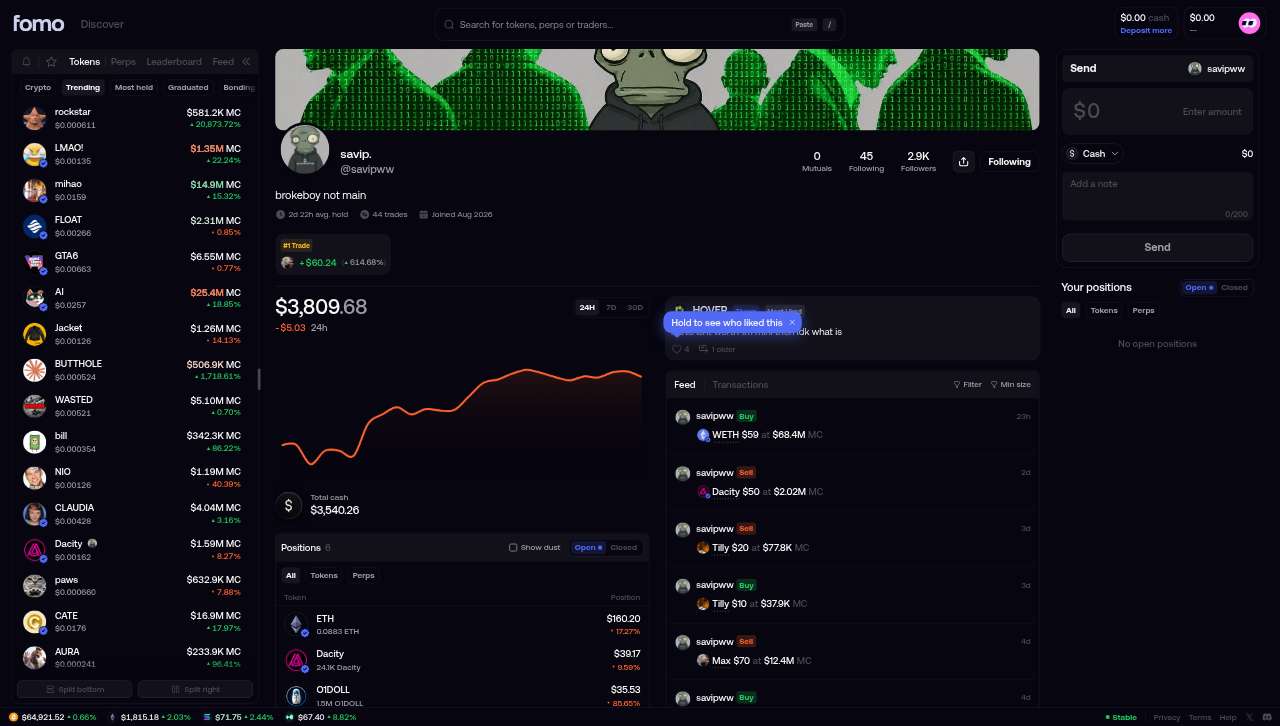 fomo Discover
Search for tokens, perps or traders... Paste /
$0.00 cash
Deposit more
$0.00
—
Tokens Perps Leaderboard Feed
Crypto Trending Most held Graduated Bonding
rockstar $581.2K MC
$0.000611 20,873.72%
LMAO! $1.35M MC
$0.00135 22.24%
mihao $14.9M MC
$0.0159 15.32%
FLOAT $2.31M MC
$0.00266 0.85%
GTA6 $6.55M MC
$0.00663 0.77%
AI $25.4M MC
$0.0257 18.85%
Jacket $1.26M MC
$0.00126 14.13%
BUTTHOLE $506.9K MC
$0.000524 1,718.61%
WASTED $5.10M MC
$0.00521 0.70%
bill $342.3K MC
$0.000354 86.22%
NIO $1.19M MC
$0.00126 40.39%
CLAUDIA $4.04M MC
$0.00428 3.16%
Dacity $1.59M MC
$0.00162 8.27%
paws $632.9K MC
$0.000660 7.88%
CATE $16.9M MC
$0.0176 17.97%
AURA $233.9K MC
$0.000241 96.41%
Split bottom Split right
savip.
@savipww
0 Mutuals
45 Following
2.9K Followers
Following
brokeboy not main
2d 22h avg. hold 44 trades Joined Aug 2026
#1 Trade
+$60.24 614.68%
$3,809.68
-$5.03 24h
24H 7D 30D
Total cash
$3,540.26
Positions 6 Show dust Open Closed
All Tokens Perps
Token Position
ETH $160.20
0.0883 ETH 17.27%
Dacity $39.17
24.1K Dacity 9.59%
O1DOLL $35.53
1.5M O1DOLL 85.65%
HOVER
Hold to see who liked this ×
idk what is
4 1 older
Feed Transactions Filter Min size
savipww Buy 23h
WETH $59 at $68.4M MC
savipww Sell 2d
Dacity $50 at $2.02M MC
savipww Sell 3d
Tilly $20 at $77.8K MC
savipww Buy 3d
Tilly $10 at $37.9K MC
savipww Sell 4d
Max $70 at $12.4M MC
savipww Buy 4d
Send savipww
$0 Enter amount
$ Cash $0
Add a note
0/200
Send
Your positions Open Closed
All Tokens Perps
No open positions
$64,921.52 0.66% $1,815.18 2.03% $71.75 2.44% $67.40 8.82%
Stable Privacy Terms Help